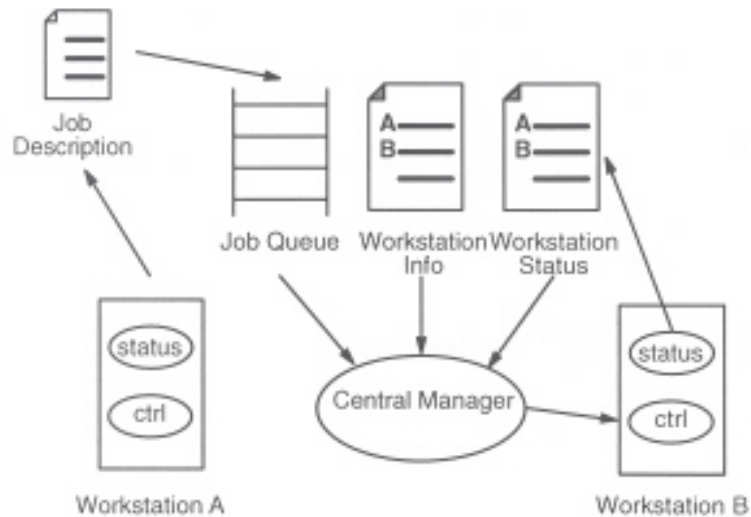 Job
Description
A
B
A
B
Job Queue
Workstation
Info
Workstation
Status
status
ctrl
Central Manager
status
ctrl
Workstation A
Workstation B